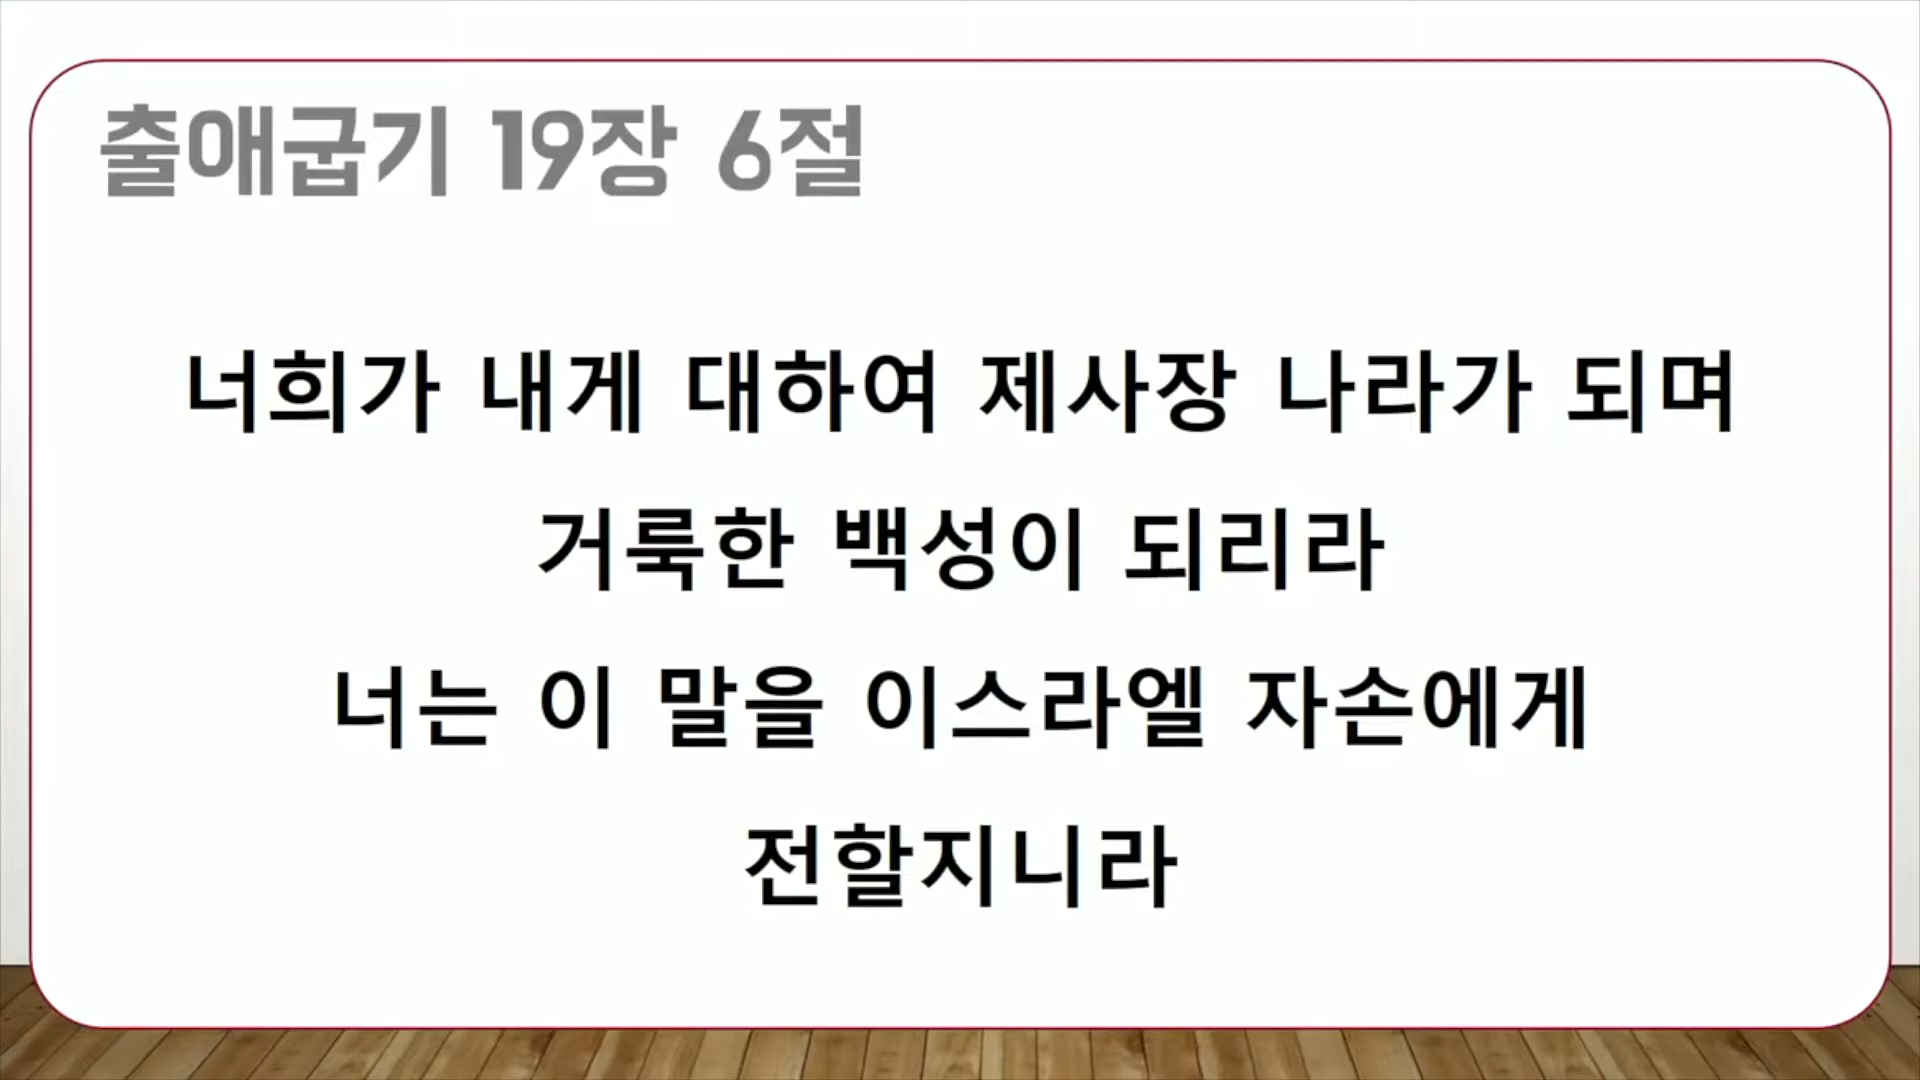 출애굽기 19장 6절
너희가 내게 대하여 제사장 나라가 되며
거룩한 백성이 되리라
너는 이 말을 이스라엘 자손에게
전할지니라